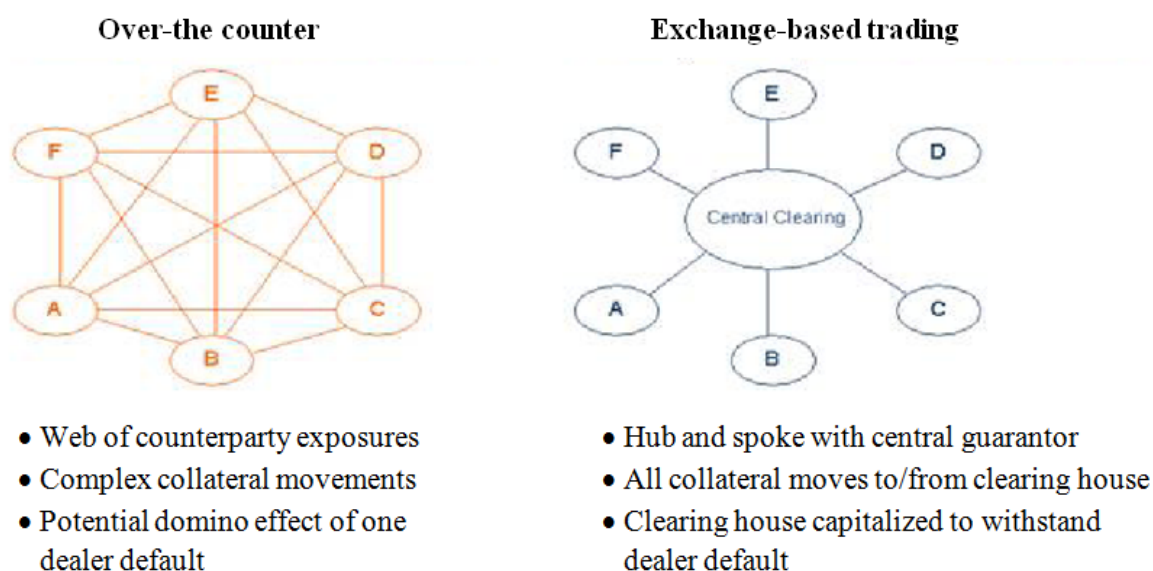 Over-the counter
E
F
D
A
C
B
• Web of counterparty exposures
• Complex collateral movements
• Potential domino effect of one
dealer default
Exchange-based trading
E
F
D
Central Clearing
A
C
B
• Hub and spoke with central guarantor
• All collateral moves to/from clearing house
• Clearing house capitalized to withstand
dealer default